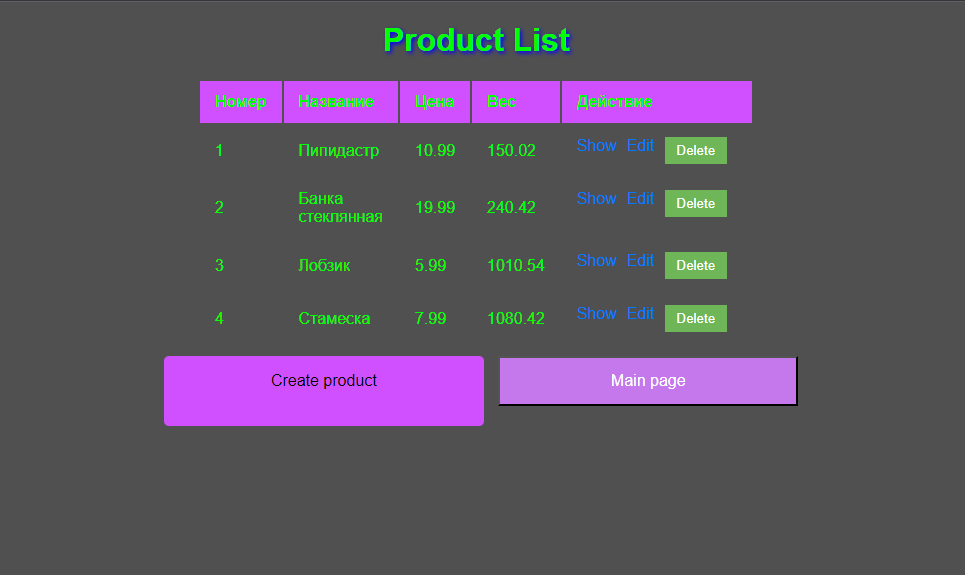 Product List
Номер Название Цена Вес Действие
1 Пипидастр 10.99 150.02 Show Edit Delete
2 Банка
стеклянная 19.99 240.42 Show Edit Delete
3 Лобзик 5.99 1010.54 Show Edit Delete
4 Стамеска 7.99 1080.42 Show Edit Delete
Create product Main page